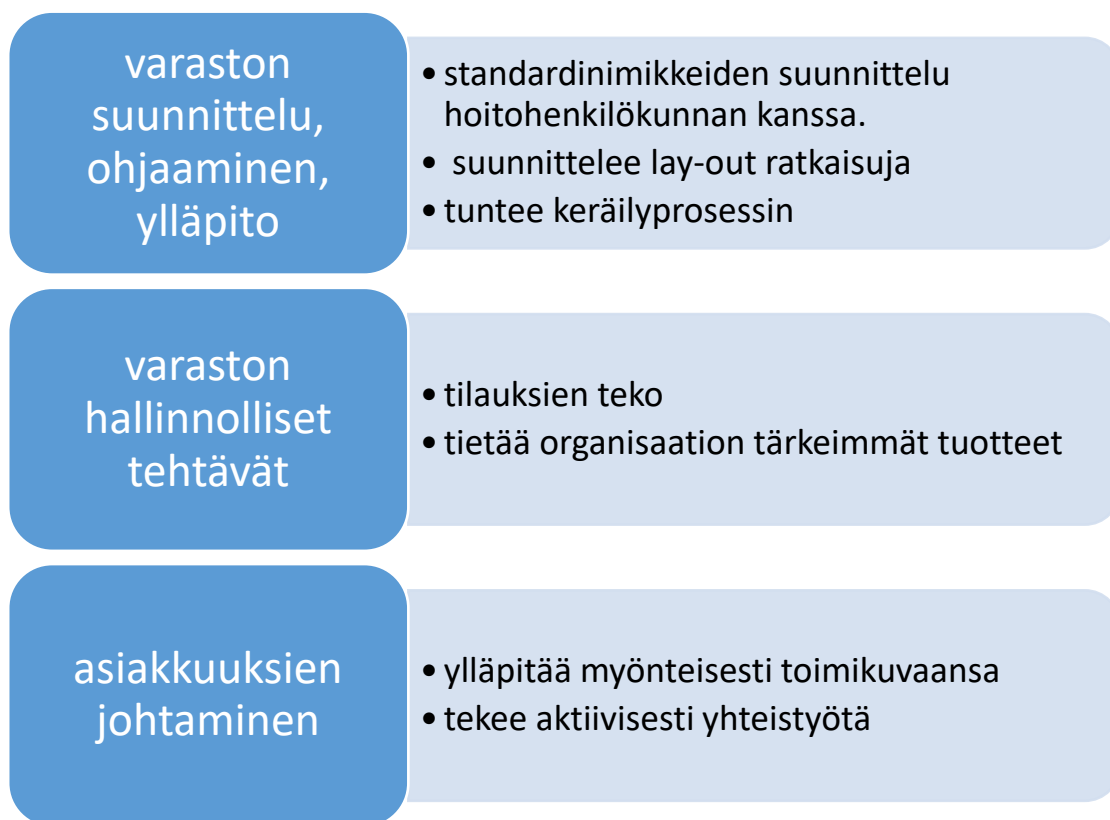 varaston
suunnittelu,
ohjaaminen,
ylläpito
• standardinimikkeiden suunnittelu
hoitohenkilökunnan kanssa.
• suunnittelee lay-out ratkaisuja
• tuntee keräilyprosessin
varaston
hallinnolliset
tehtävät
• tilauksien teko
• tietää organisaation tärkeimmät tuotteet
asiakkuuksien
johtaminen
• ylläpitää myönteisesti toimikuvaansa
• tekee aktiivisesti yhteistyötä